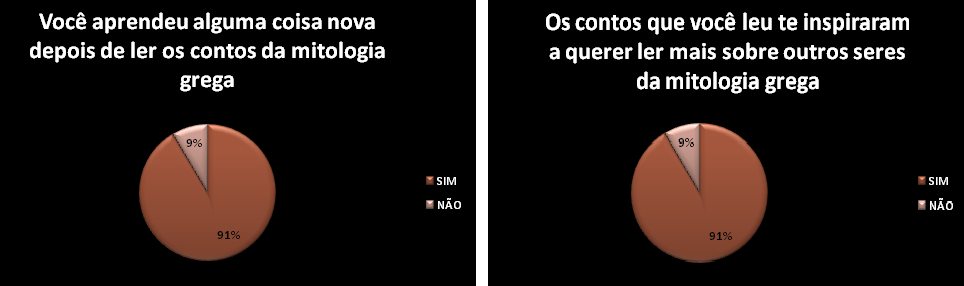 Você aprendeu alguma coisa nova
depois de ler os contos da mitologia
grega
9%
91%
SIM
NÃO
Os contos que você leu te inspiraram
a querer ler mais sobre outros seres
da mitologia grega
9%
91%
SIM
NÃO